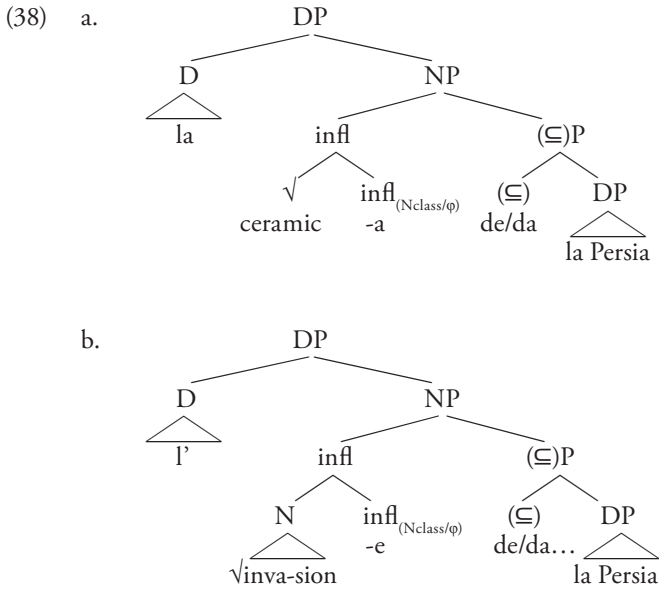 (38) a. DP
D NP
la infl (⊆)P
√ infl(Nclass/φ) (⊆) DP
ceramic -a de/da la Persia
b. DP
D NP
l’ infl (⊆)P
N infl(Nclass/φ) (⊆) DP
√inva-sion -e de/da… la Persia